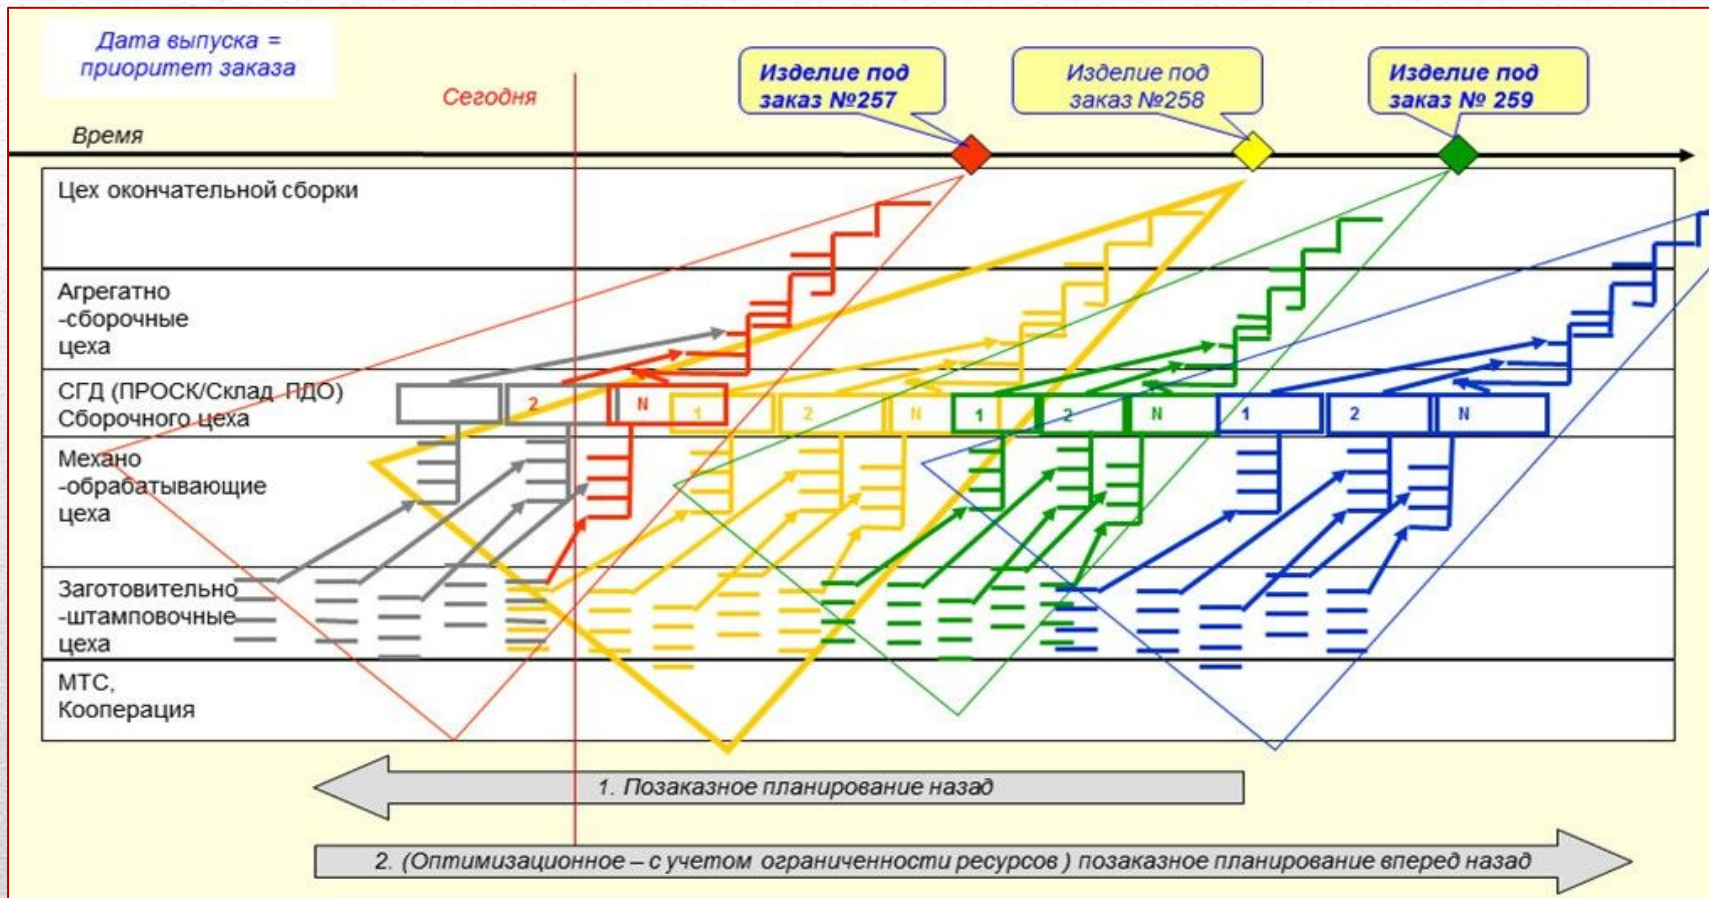 Дата выпуска =
приоритет заказа
Сегодня
Изделие под
заказ №257
Изделие под
заказ №258
Изделие под
заказ № 259
Время
Цех окончательной сборки
Агрегатно
-сборочные
цеха
СГД (ПРОСК/Склад ПДО)
Сборочного цеха
2 N 1 2 N 1 2 N 1 2 N
Механо
-обрабатывающие
цеха
Заготовительно
-штамповочные
цеха
МТС,
Кооперация
1. Позаказное планирование назад
2. (Оптимизационное – с учетом ограниченности ресурсов ) позаказное планирование вперед назад